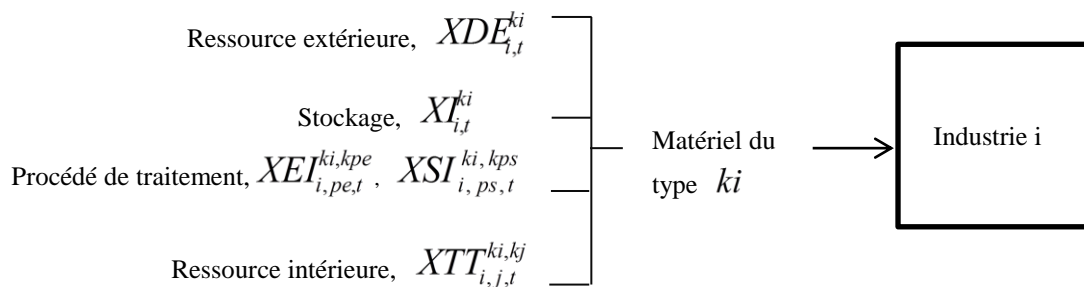 Ressource extérieure, $XDE_{i,t}^{ki}$
Stockage, $XI_{i,t}^{ki}$
Procédé de traitement, $XEI_{i,pe,t}^{ki,kpe}$, $XSI_{i,ps,t}^{ki,kps}$
Ressource intérieure, $XTT_{i,j,t}^{ki,kj}$
Matériel du
type $ki$
Industrie i